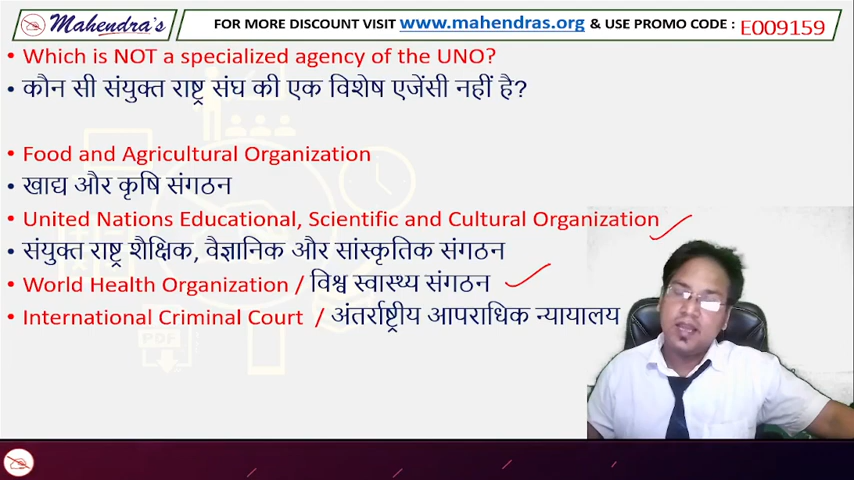 Mahendra's
FOR MORE DISCOUNT VISIT www.mahendras.org & USE PROMO CODE : E009159
• Which is NOT a specialized agency of the UNO?
• कौन सी संयुक्त राष्ट्र संघ की एक विशेष एजेंसी नहीं है?
• Food and Agricultural Organization
• खाद्य और कृषि संगठन
• United Nations Educational, Scientific and Cultural Organization
• संयुक्त राष्ट्र शैक्षिक, वैज्ञानिक और सांस्कृतिक संगठन
• World Health Organization / विश्व स्वास्थ्य संगठन
• International Criminal Court / अंतर्राष्ट्रीय आपराधिक न्यायालय
PDF